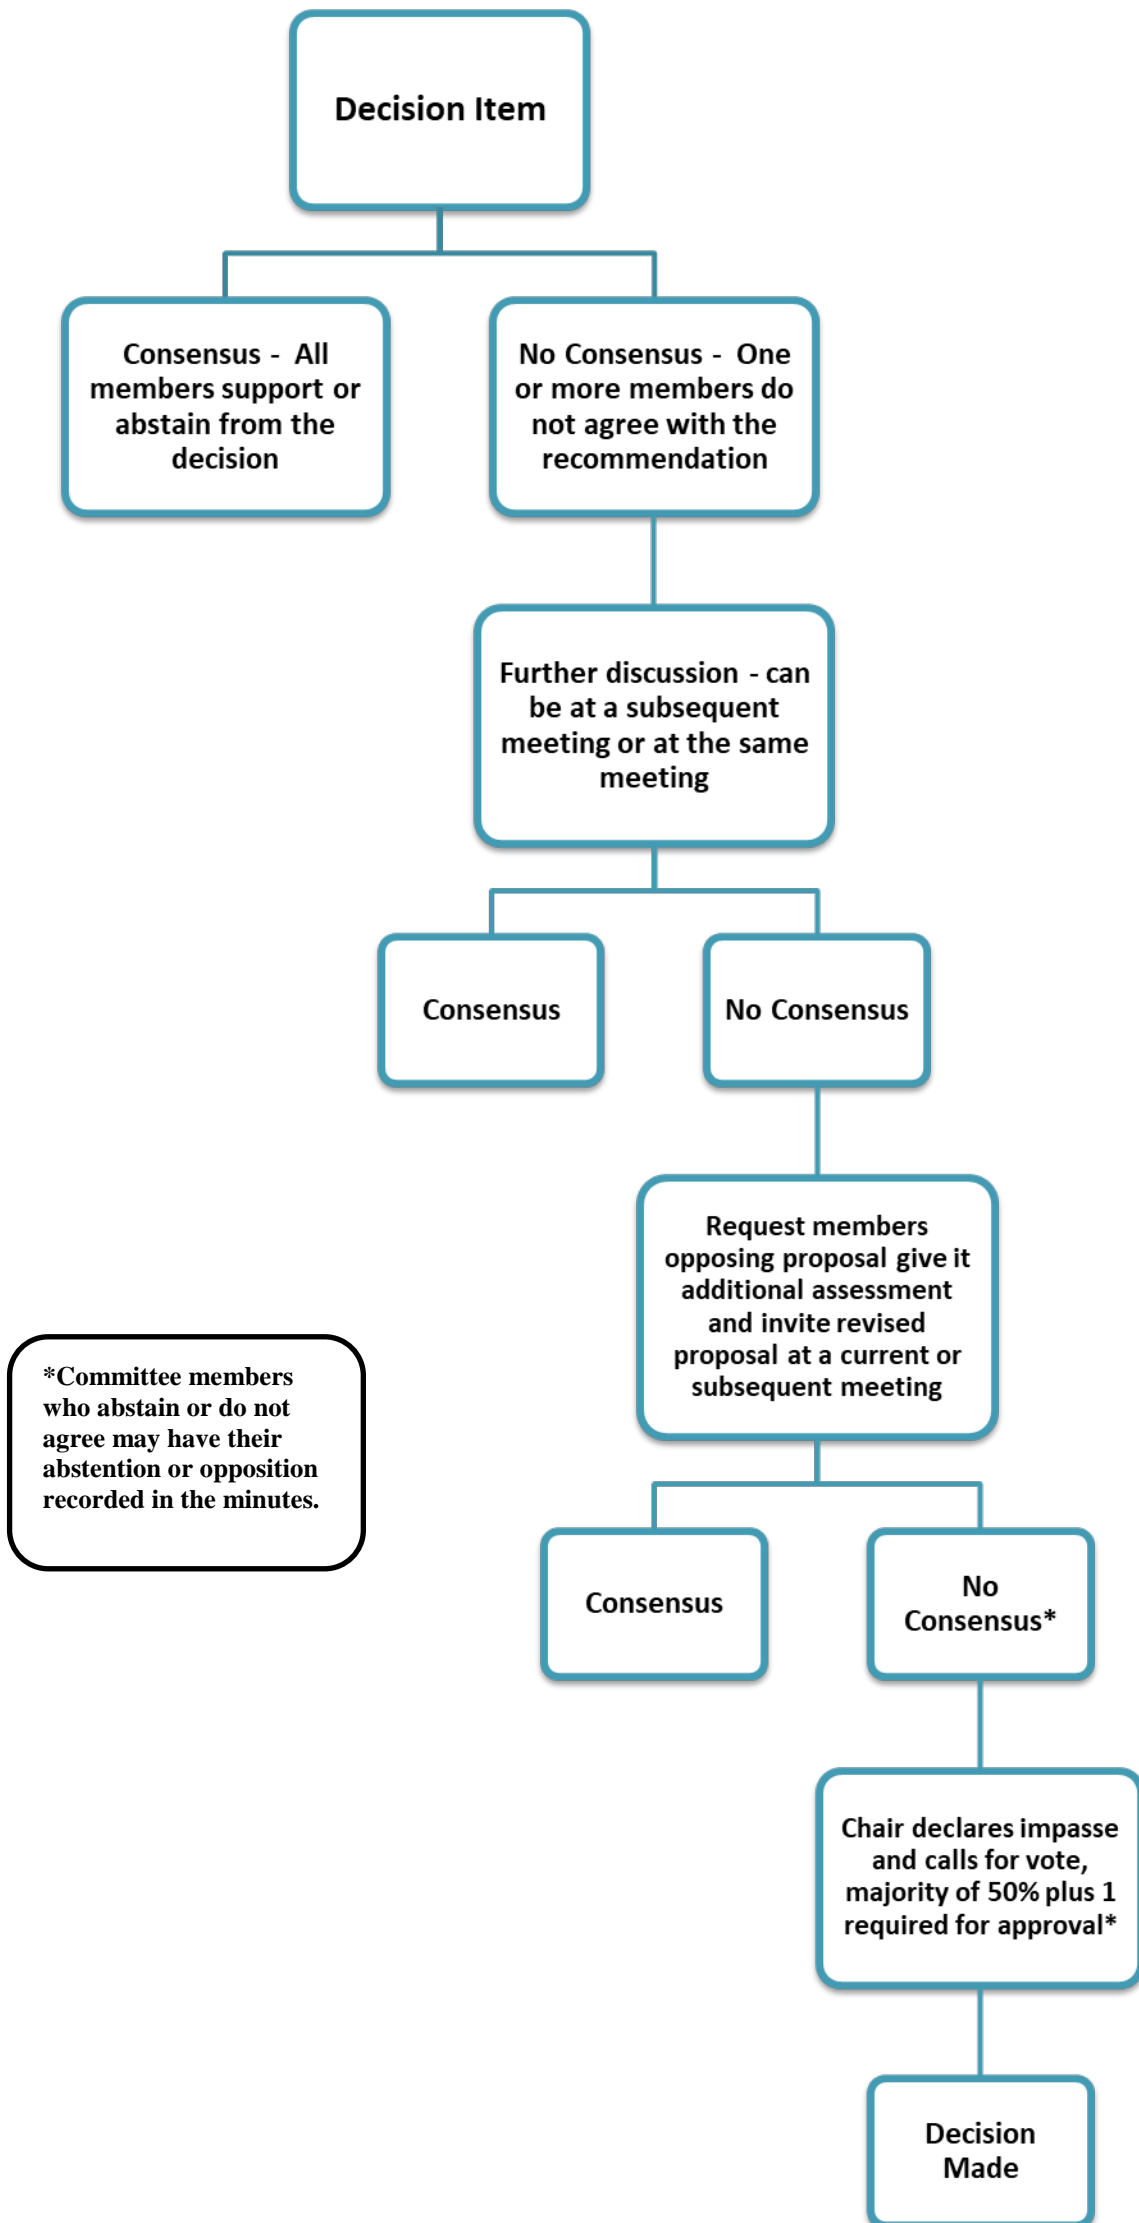 Decision Item
Consensus - All
members support or
abstain from the
decision
No Consensus - One
or more members do
not agree with the
recommendation
Further discussion - can
be at a subsequent
meeting or at the same
meeting
Consensus
No Consensus
Request members
opposing proposal give it
additional assessment
and invite revised
proposal at a current or
subsequent meeting
*Committee members
who abstain or do not
agree may have their
abstention or opposition
recorded in the minutes.
Consensus
No
Consensus*
Chair declares impasse
and calls for vote,
majority of 50% plus 1
required for approval*
Decision
Made